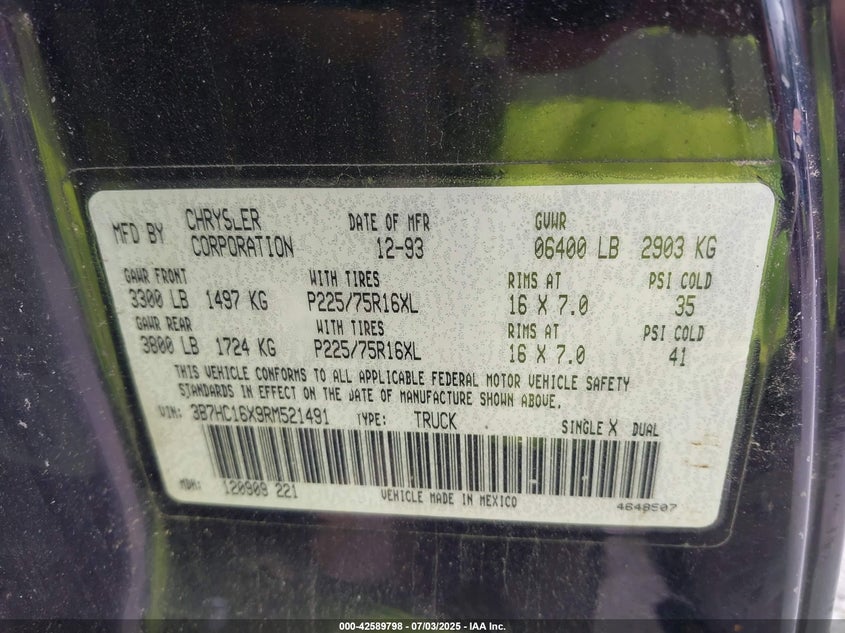 MFD BY CHRYSLER CORPORATION DATE OF MFR 12-93 GVWR 06400 LB 2903 KG
GAWR FRONT WITH TIRES RIMS AT PSI COLD
3300 LB 1497 KG P225/75R16XL 16 X 7.0 35
GAWR REAR WITH TIRES RIMS AT PSI COLD
3800 LB 1724 KG P225/75R16XL 16 X 7.0 41
THIS VEHICLE CONFORMS TO ALL APPLICABLE FEDERAL MOTOR VEHICLE SAFETY
STANDARDS IN EFFECT ON THE DATE OF MANUFACTURE SHOWN ABOVE.
VIN: 3B7HC16X9RM521491 TYPE: TRUCK SINGLE X DUAL
MDH: 120909 221 VEHICLE MADE IN MEXICO 4648507
000-42589798 - 07/03/2025 - IAA Inc.